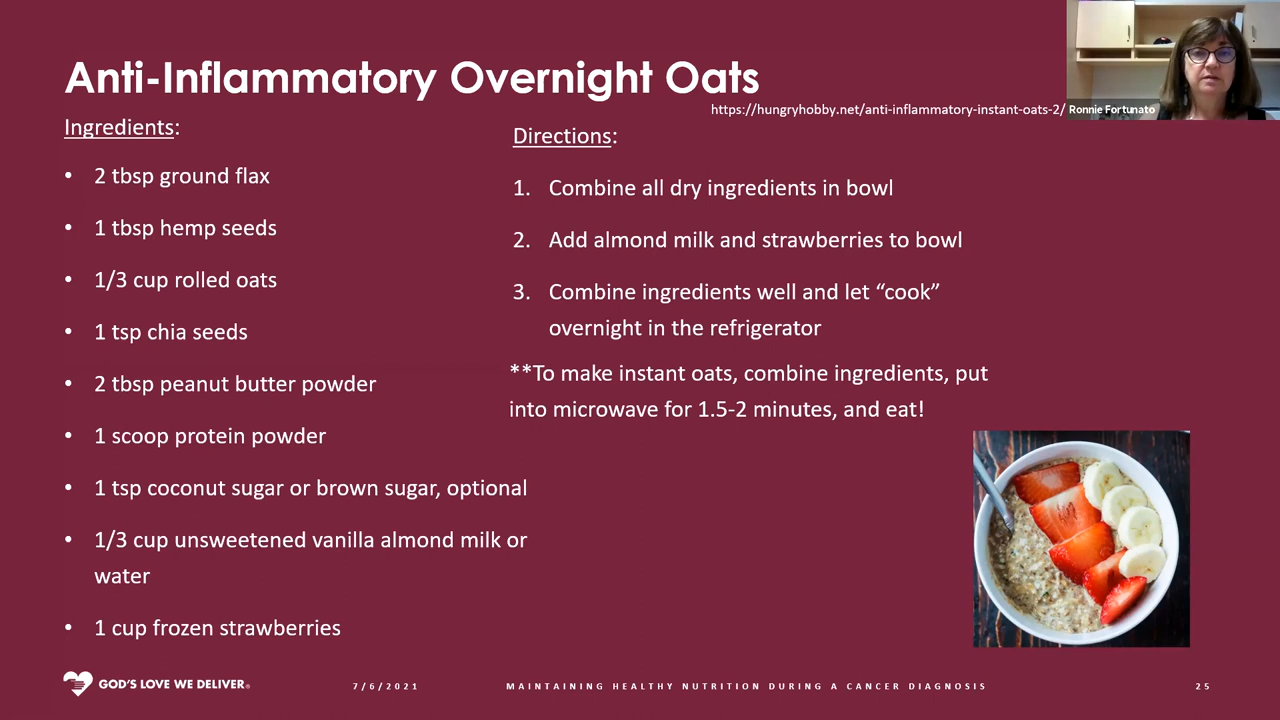 Anti-Inflammatory Overnight Oats
https://hungryhobby.net/anti-inflammatory-instant-oats-2/
Ronnie Fortunato
Ingredients:
• 2 tbsp ground flax
• 1 tbsp hemp seeds
• 1/3 cup rolled oats
• 1 tsp chia seeds
• 2 tbsp peanut butter powder
• 1 scoop protein powder
• 1 tsp coconut sugar or brown sugar, optional
• 1/3 cup unsweetened vanilla almond milk or
water
• 1 cup frozen strawberries
Directions:
1. Combine all dry ingredients in bowl
2. Add almond milk and strawberries to bowl
3. Combine ingredients well and let “cook”
overnight in the refrigerator
**To make instant oats, combine ingredients, put
into microwave for 1.5-2 minutes, and eat!
GOD'S LOVE WE DELIVER®
7/6/2021
MAINTAINING HEALTHY NUTRITION DURING A CANCER DIAGNOSIS
25